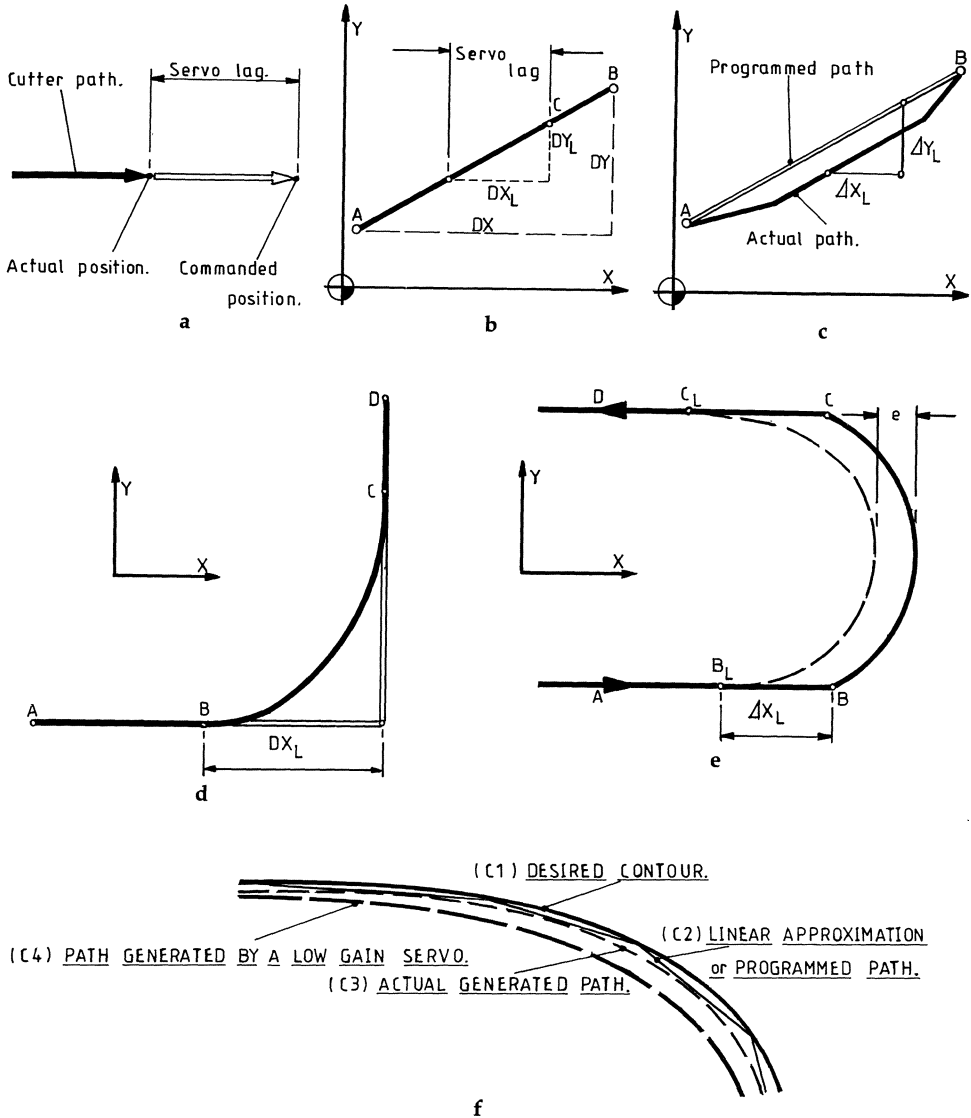 Cutter path.
Servo lag.
Actual position.
Commanded
position.
a
Y
Servo
lag
B
C
DY_L
DY
DX_L
A
DX
X
b
Y
Programmed path
B
ΔY_L
ΔX_L
A
Actual path.
X
c
D
C
Y
X
A
B
DX_L
d
D
C_L
C
e
Y
X
B_L
A
B
ΔX_L
e
(C1) DESIRED CONTOUR.
(C2) LINEAR APPROXIMATION
or PROGRAMMED PATH.
(C4) PATH GENERATED BY A LOW GAIN SERVO.
(C3) ACTUAL GENERATED PATH.
f